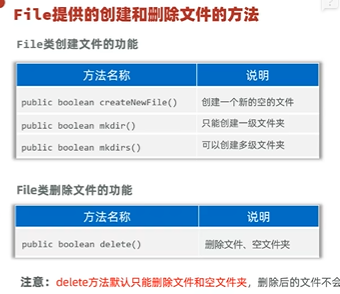 File提供的创建和删除文件的方法
File类创建文件的功能
方法名称 说明
public boolean createNewFile() 创建一个新的空的文件
public boolean mkdir() 只能创建一级文件夹
public boolean mkdirs() 可以创建多级文件夹
File类删除文件的功能
方法名称 说明
public boolean delete() 删除文件、空文件夹
注意：delete方法默认只能删除文件和空文件夹，删除后的文件不会